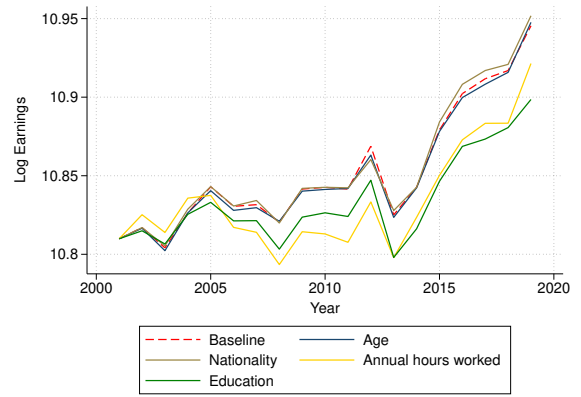 10.95
10.9
10.85
10.8
Log Earnings
2000 2005 2010 2015 2020
Year
Baseline Age
Nationality Annual hours worked
Education